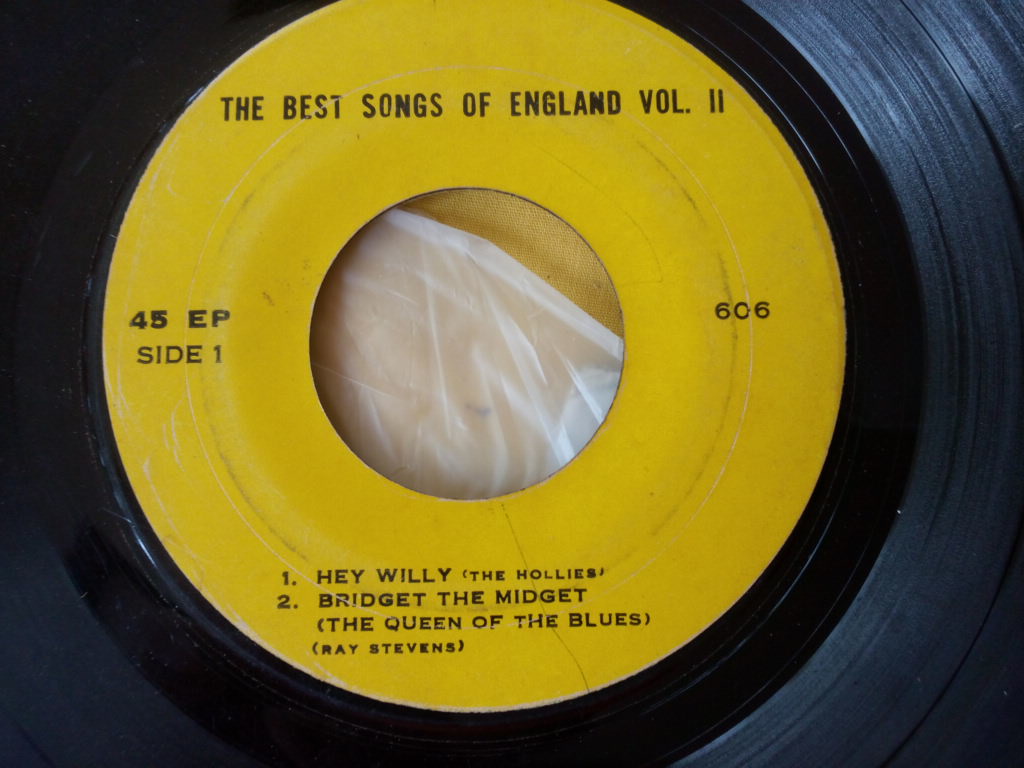 THE BEST SONGS OF ENGLAND VOL. II
45 EP
606
SIDE 1
1. HEY WILLY (THE HOLLIES)
2. BRIDGET THE MIDGET
(THE QUEEN OF THE BLUES)
(RAY STEVENS)